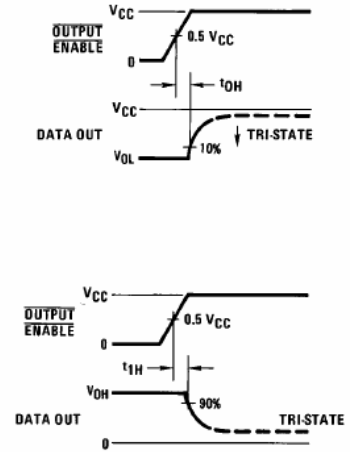 VCC
OUTPUT
ENABLE
0.5 VCC
0
tOH
VCC
DATA OUT
TRI-STATE
10%
VOL
VCC
OUTPUT
ENABLE
0.5 VCC
0
t1H
VOH
90%
DATA OUT
TRI-STATE
0